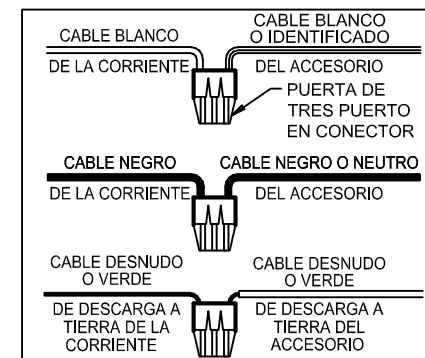 CABLE BLANCO
DE LA CORRIENTE
CABLE BLANCO
O IDENTIFICADO
DEL ACCESORIO
PUERTA DE
TRES PUERTO
EN CONECTOR
CABLE NEGRO
DE LA CORRIENTE
CABLE NEGRO O NEUTRO
DEL ACCESORIO
CABLE DESNUDO
O VERDE
DE DESCARGA A
TIERRA DE LA
CORRIENTE
CABLE DESNUDO
O VERDE
DE DESCARGA A
TIERRA DEL
ACCESORIO